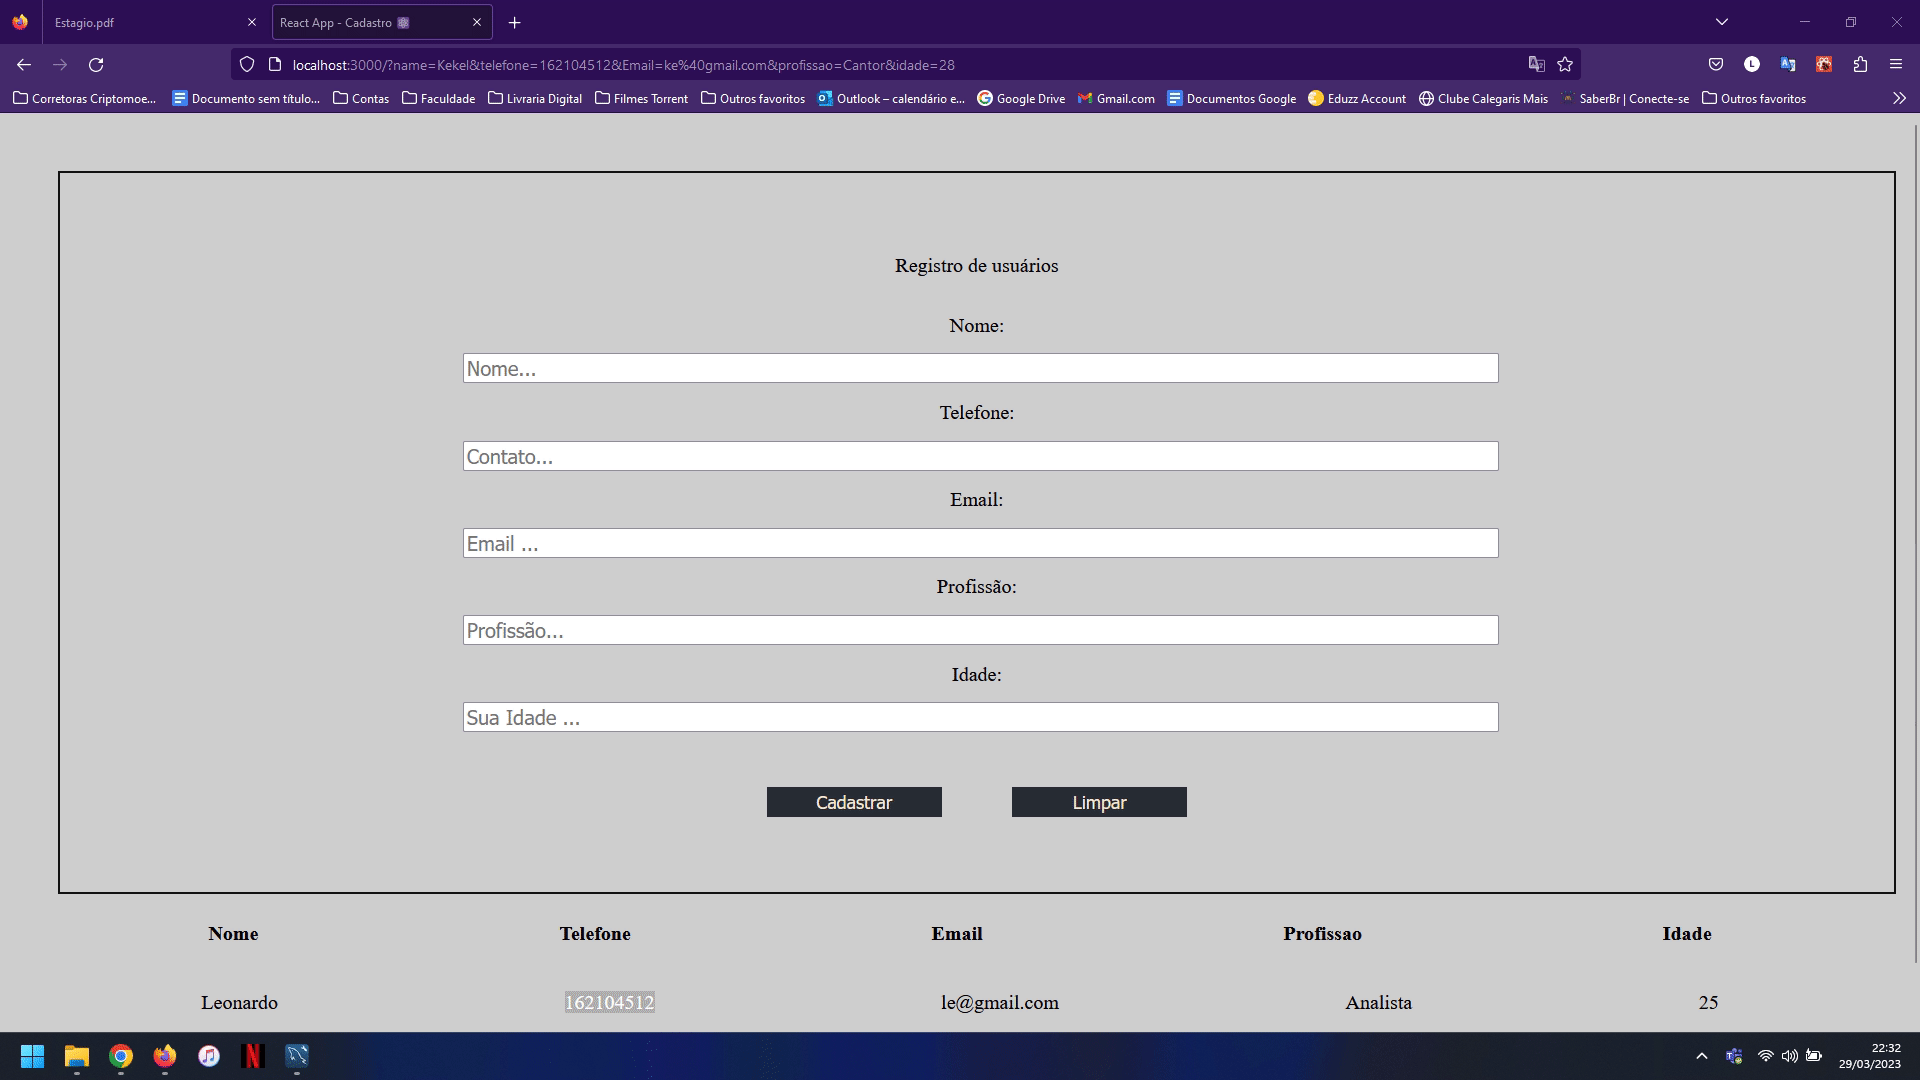 Estagio.pdf
React App - Cadastro
localhost:3000/?name=Kekel&telefone=162104512&Email=ke%40gmail.com&profissao=Cantor&idade=28
Corretoras Criptomoe... Documento sem título... Contas Faculdade Livraria Digital Filmes Torrent Outros favoritos Outlook – calendário e... Google Drive Gmail.com Documentos Google Eduzz Account Clube Calegaris Mais SaberBr | Conecte-se Outros favoritos
Registro de usuários
Nome:
Nome...
Telefone:
Contato...
Email:
Email ...
Profissão:
Profissão...
Idade:
Sua Idade ...
Cadastrar Limpar
Nome Telefone Email Profissao Idade
Leonardo 162104512 le@gmail.com Analista 25
22:32
29/03/2023